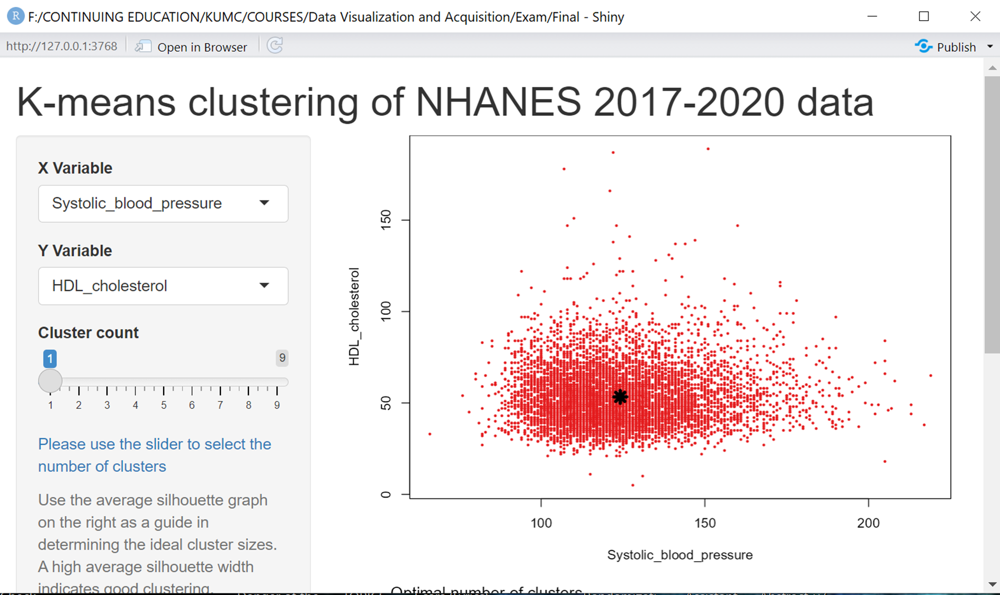 R F:/CONTINUING EDUCATION/KUMC/COURSES/Data Visualization and Acquisition/Exam/Final - Shiny
http://127.0.0.1:3768 Open in Browser Publish
K-means clustering of NHANES 2017-2020 data
X Variable
Systolic_blood_pressure
Y Variable
HDL_cholesterol
Cluster count
1 9
1 2 3 4 5 6 7 8 9
Please use the slider to select the
number of clusters
Use the average silhouette graph
on the right as a guide in
determining the ideal cluster sizes.
A high average silhouette width
indicates good clustering.
HDL_cholesterol
150
100
50
0
100 150 200
Systolic_blood_pressure
Optimal number of clusters